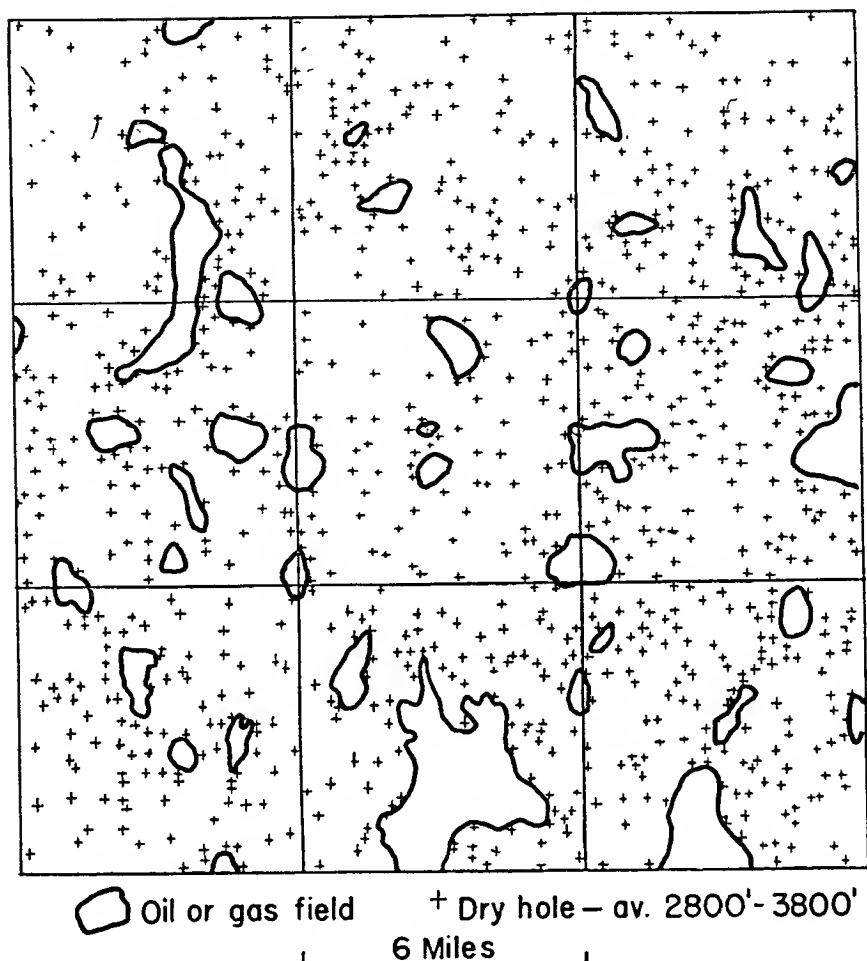 Oil or gas field + Dry hole — av. 2800'-3800'
6 Miles